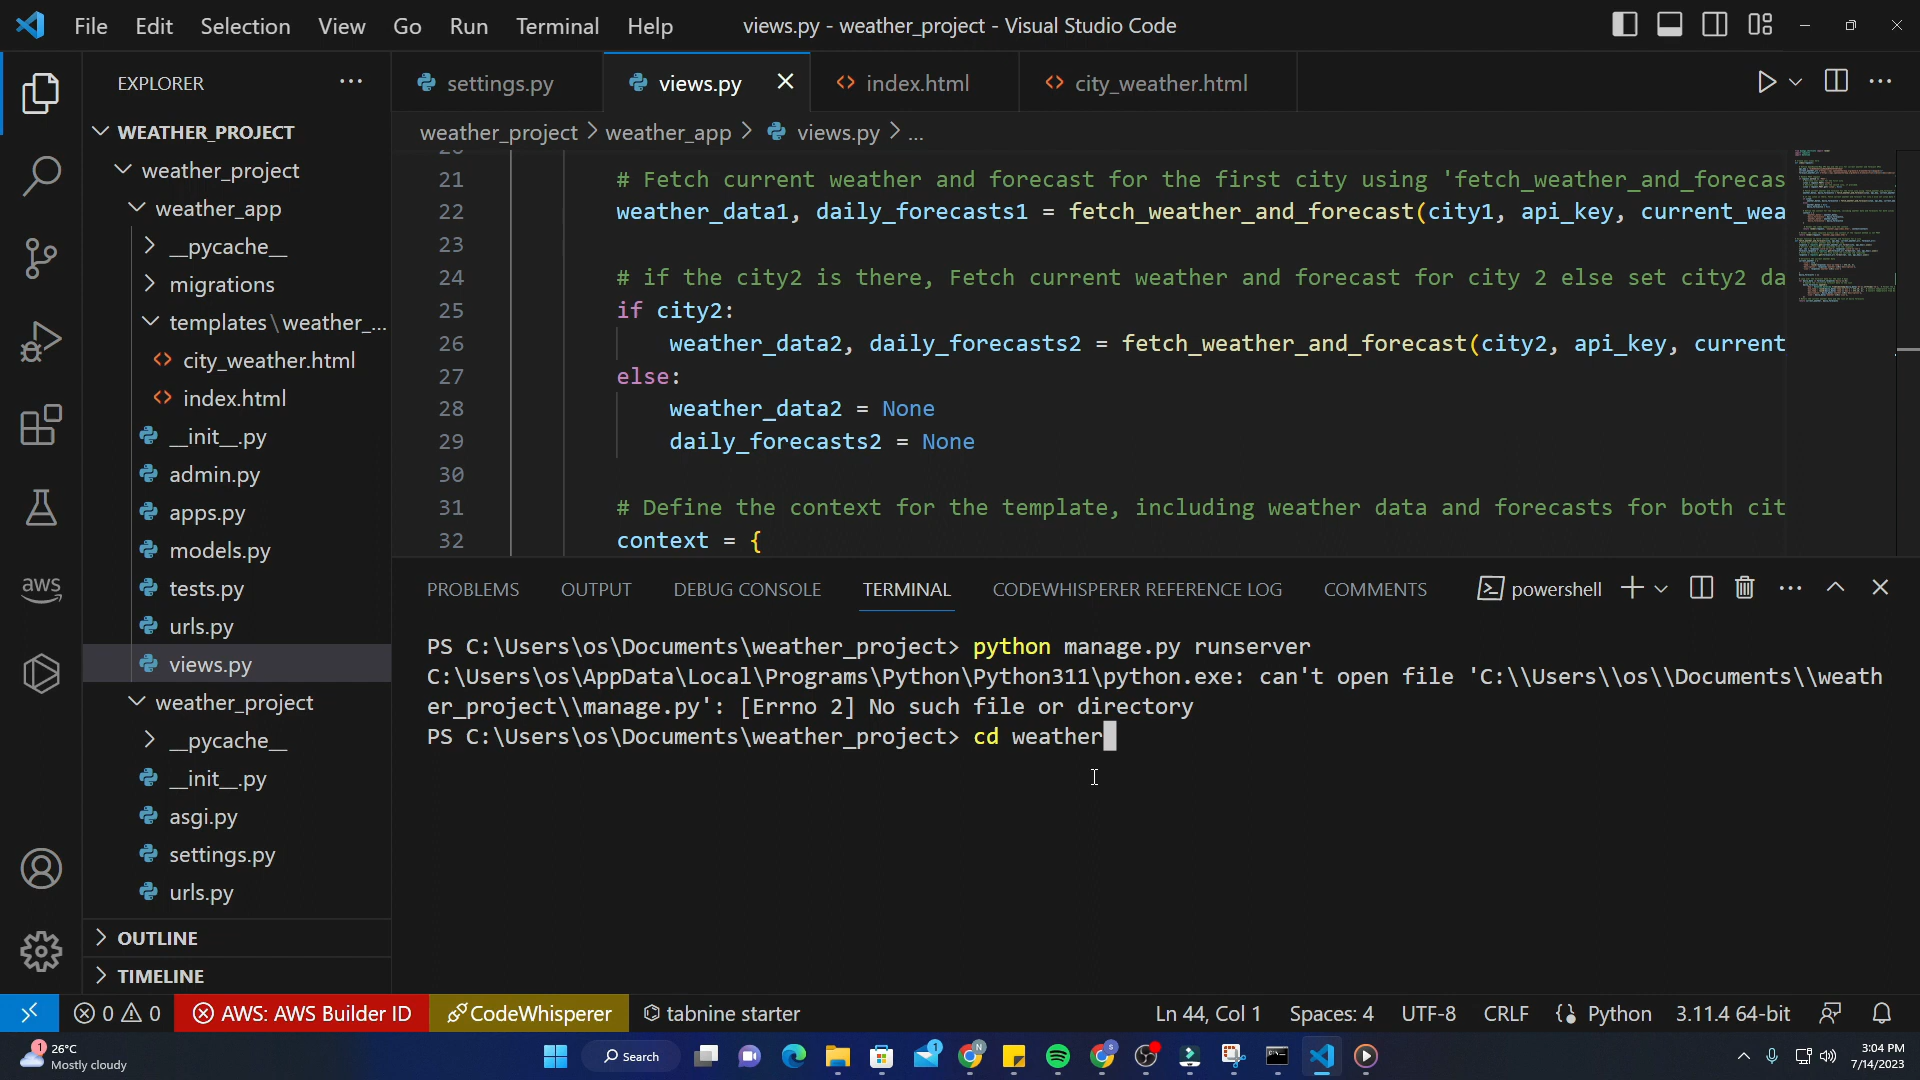 File Edit Selection View Go Run Terminal Help views.py - weather_project - Visual Studio Code
EXPLORER
WEATHER_PROJECT
weather_project
weather_app
__pycache__
migrations
templates\weather_...
city_weather.html
index.html
__init__.py
admin.py
apps.py
models.py
tests.py
urls.py
views.py
weather_project
__pycache__
__init__.py
asgi.py
settings.py
urls.py
OUTLINE
TIMELINE
aws
settings.py views.py index.html city_weather.html
weather_project > weather_app > views.py > ...
21 # Fetch current weather and forecast for the first city using 'fetch_weather_and_forecas
22 weather_data1, daily_forecasts1 = fetch_weather_and_forecast(city1, api_key, current_wea
23
24 # if the city2 is there, Fetch current weather and forecast for city 2 else set city2 da
25 if city2:
26 weather_data2, daily_forecasts2 = fetch_weather_and_forecast(city2, api_key, current
27 else:
28 weather_data2 = None
29 daily_forecasts2 = None
30
31 # Define the context for the template, including weather data and forecasts for both cit
32 context = {
PROBLEMS OUTPUT DEBUG CONSOLE TERMINAL CODEWHISPERER REFERENCE LOG COMMENTS powershell
PS C:\Users\os\Documents\weather_project> python manage.py runserver
C:\Users\os\AppData\Local\Programs\Python\Python311\python.exe: can't open file 'C:\\Users\\os\\Documents\\weath
er_project\\manage.py': [Errno 2] No such file or directory
PS C:\Users\os\Documents\weather_project> cd weather
0 0 AWS: AWS Builder ID CodeWhisperer tabnine starter Ln 44, Col 1 Spaces: 4 UTF-8 CRLF Python 3.11.4 64-bit
1 26°C
Mostly cloudy
Search
3:04 PM
7/14/2023